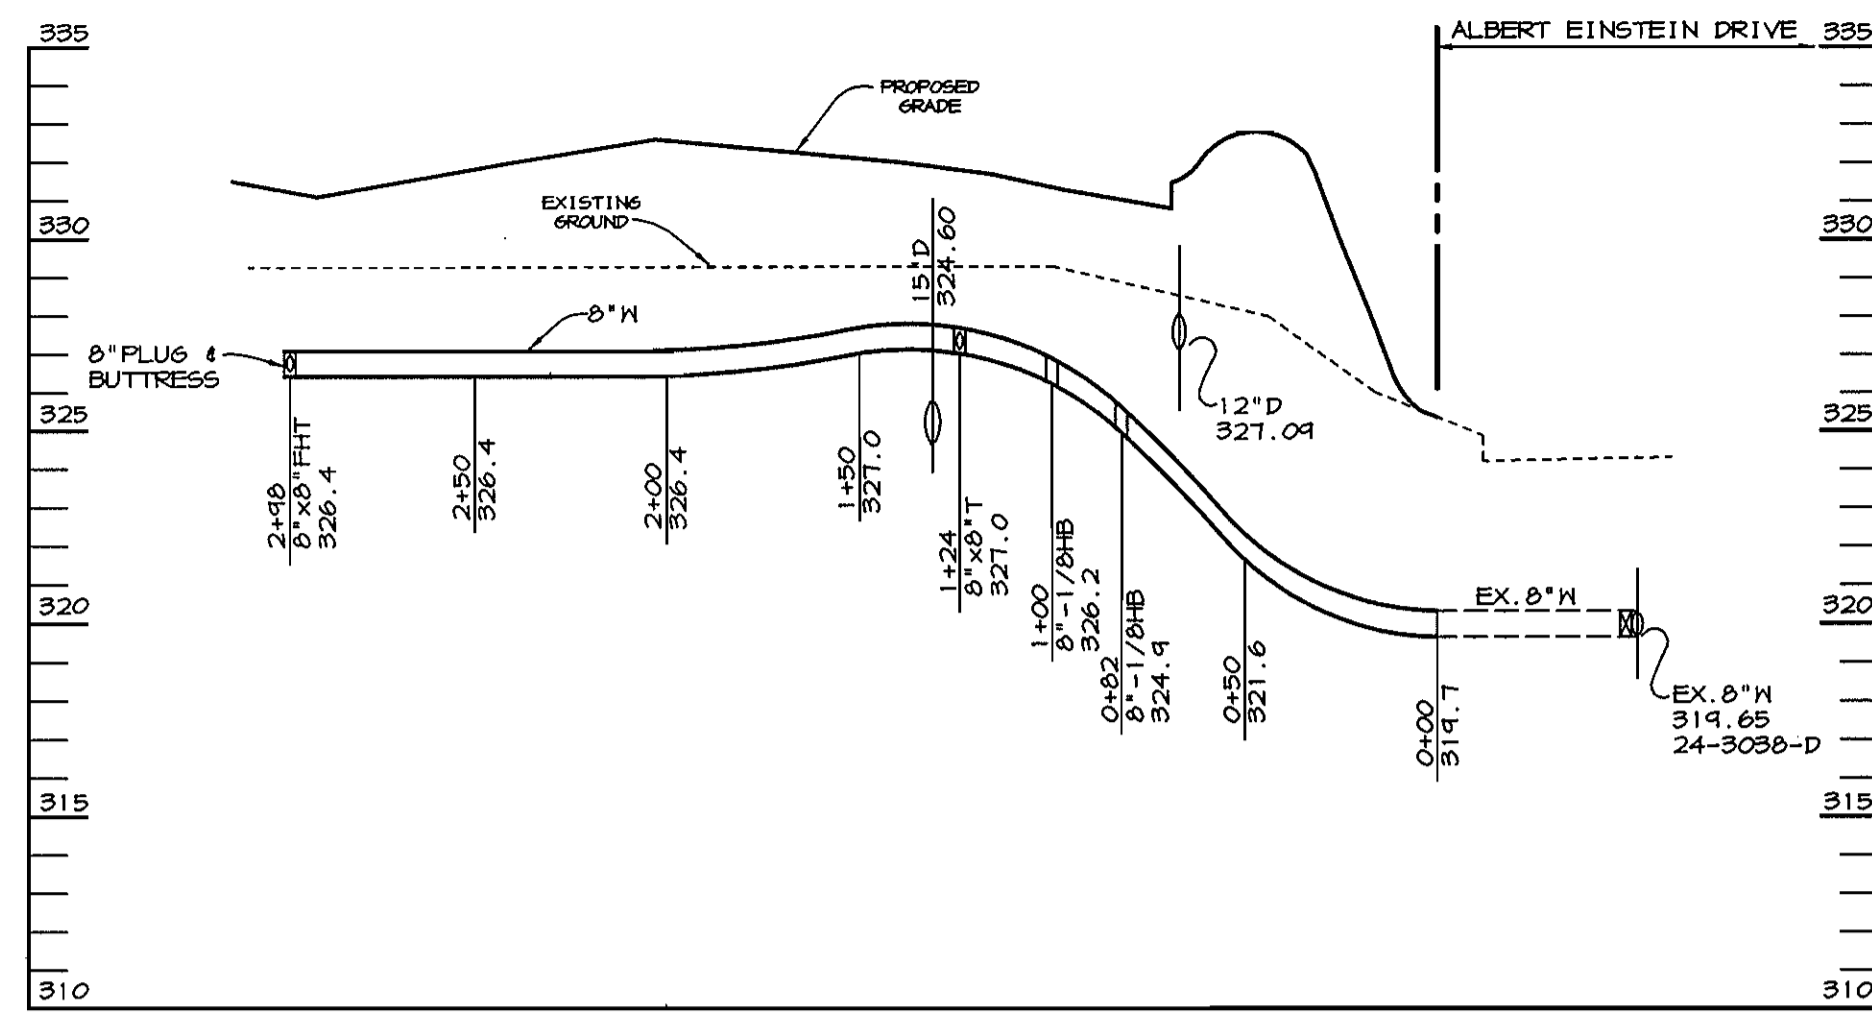 335
ALBERT EINSTEIN DRIVE
335
PROPOSED
GRADE
EXISTING
GROUND
330
330
15"D
324.60
8"W
8"PLUG &
BUTTRESS
12"D
327.09
325
325
2+98
8"x8"FHT
326.4
2+50
326.4
2+00
326.4
1+50
327.0
1+24
8"x8"T
327.0
1+00
8"-1/8HB
326.2
0+82
8"-1/8HB
324.9
0+50
321.6
0+00
319.7
EX.8"W
320
320
EX.8"W
319.65
24-3038-D
315
315
310
310